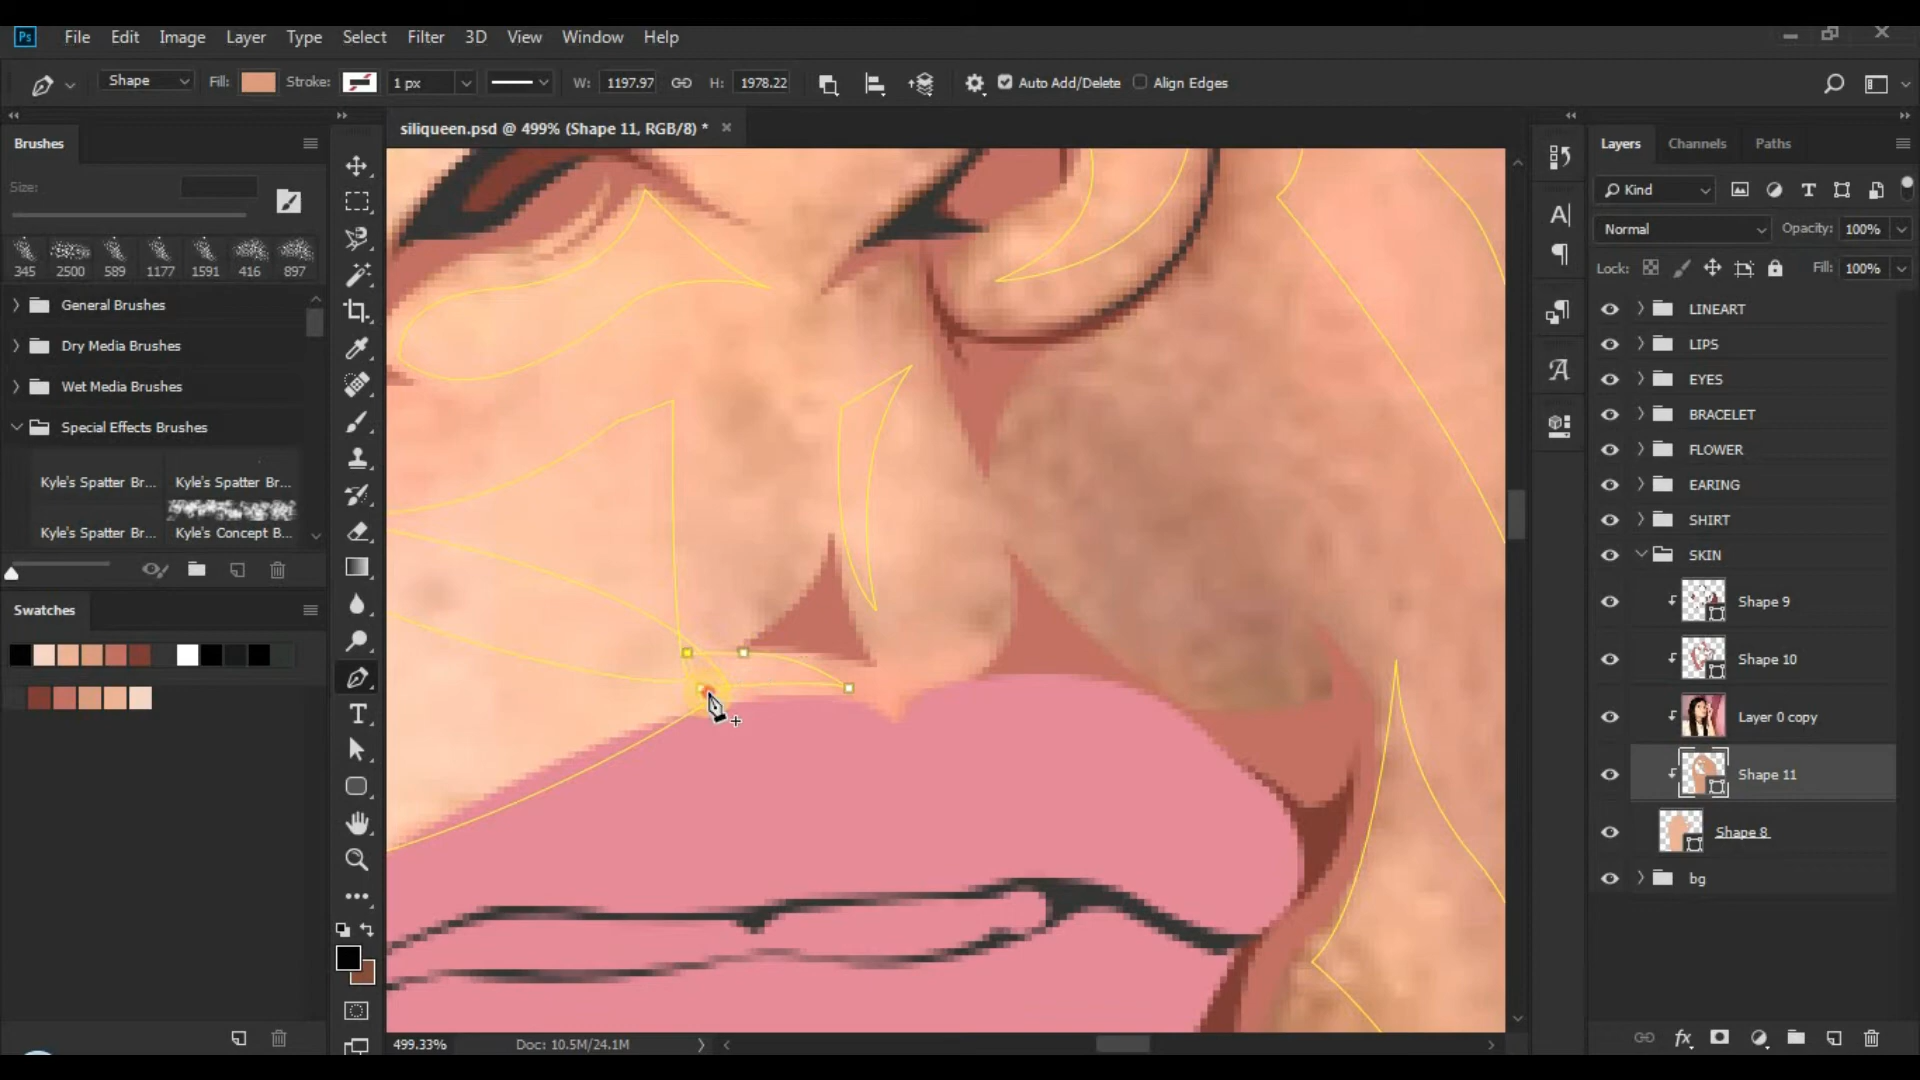 Ps File Edit Image Layer Type Select Filter 3D View Window Help
Shape Fill: Stroke: 1 px W: 1197.97 H: 1978.22 Auto Add/Delete Align Edges
siliqueen.psd @ 499% (Shape 11, RGB/8) *
Brushes
Size:
345 2500 589 1177 1591 416 897
General Brushes
Dry Media Brushes
Wet Media Brushes
Special Effects Brushes
Kyle's Spatter Br... Kyle's Spatter Br...
Kyle's Spatter Br... Kyle's Concept B...
Swatches
499.33% Doc: 10.5M/24.1M
Layers Channels Paths
Kind
Normal Opacity: 100%
Lock: Fill: 100%
LINEART
LIPS
EYES
BRACELET
FLOWER
EARING
SHIRT
SKIN
Shape 9
Shape 10
Layer 0 copy
Shape 11
Shape 8
bg